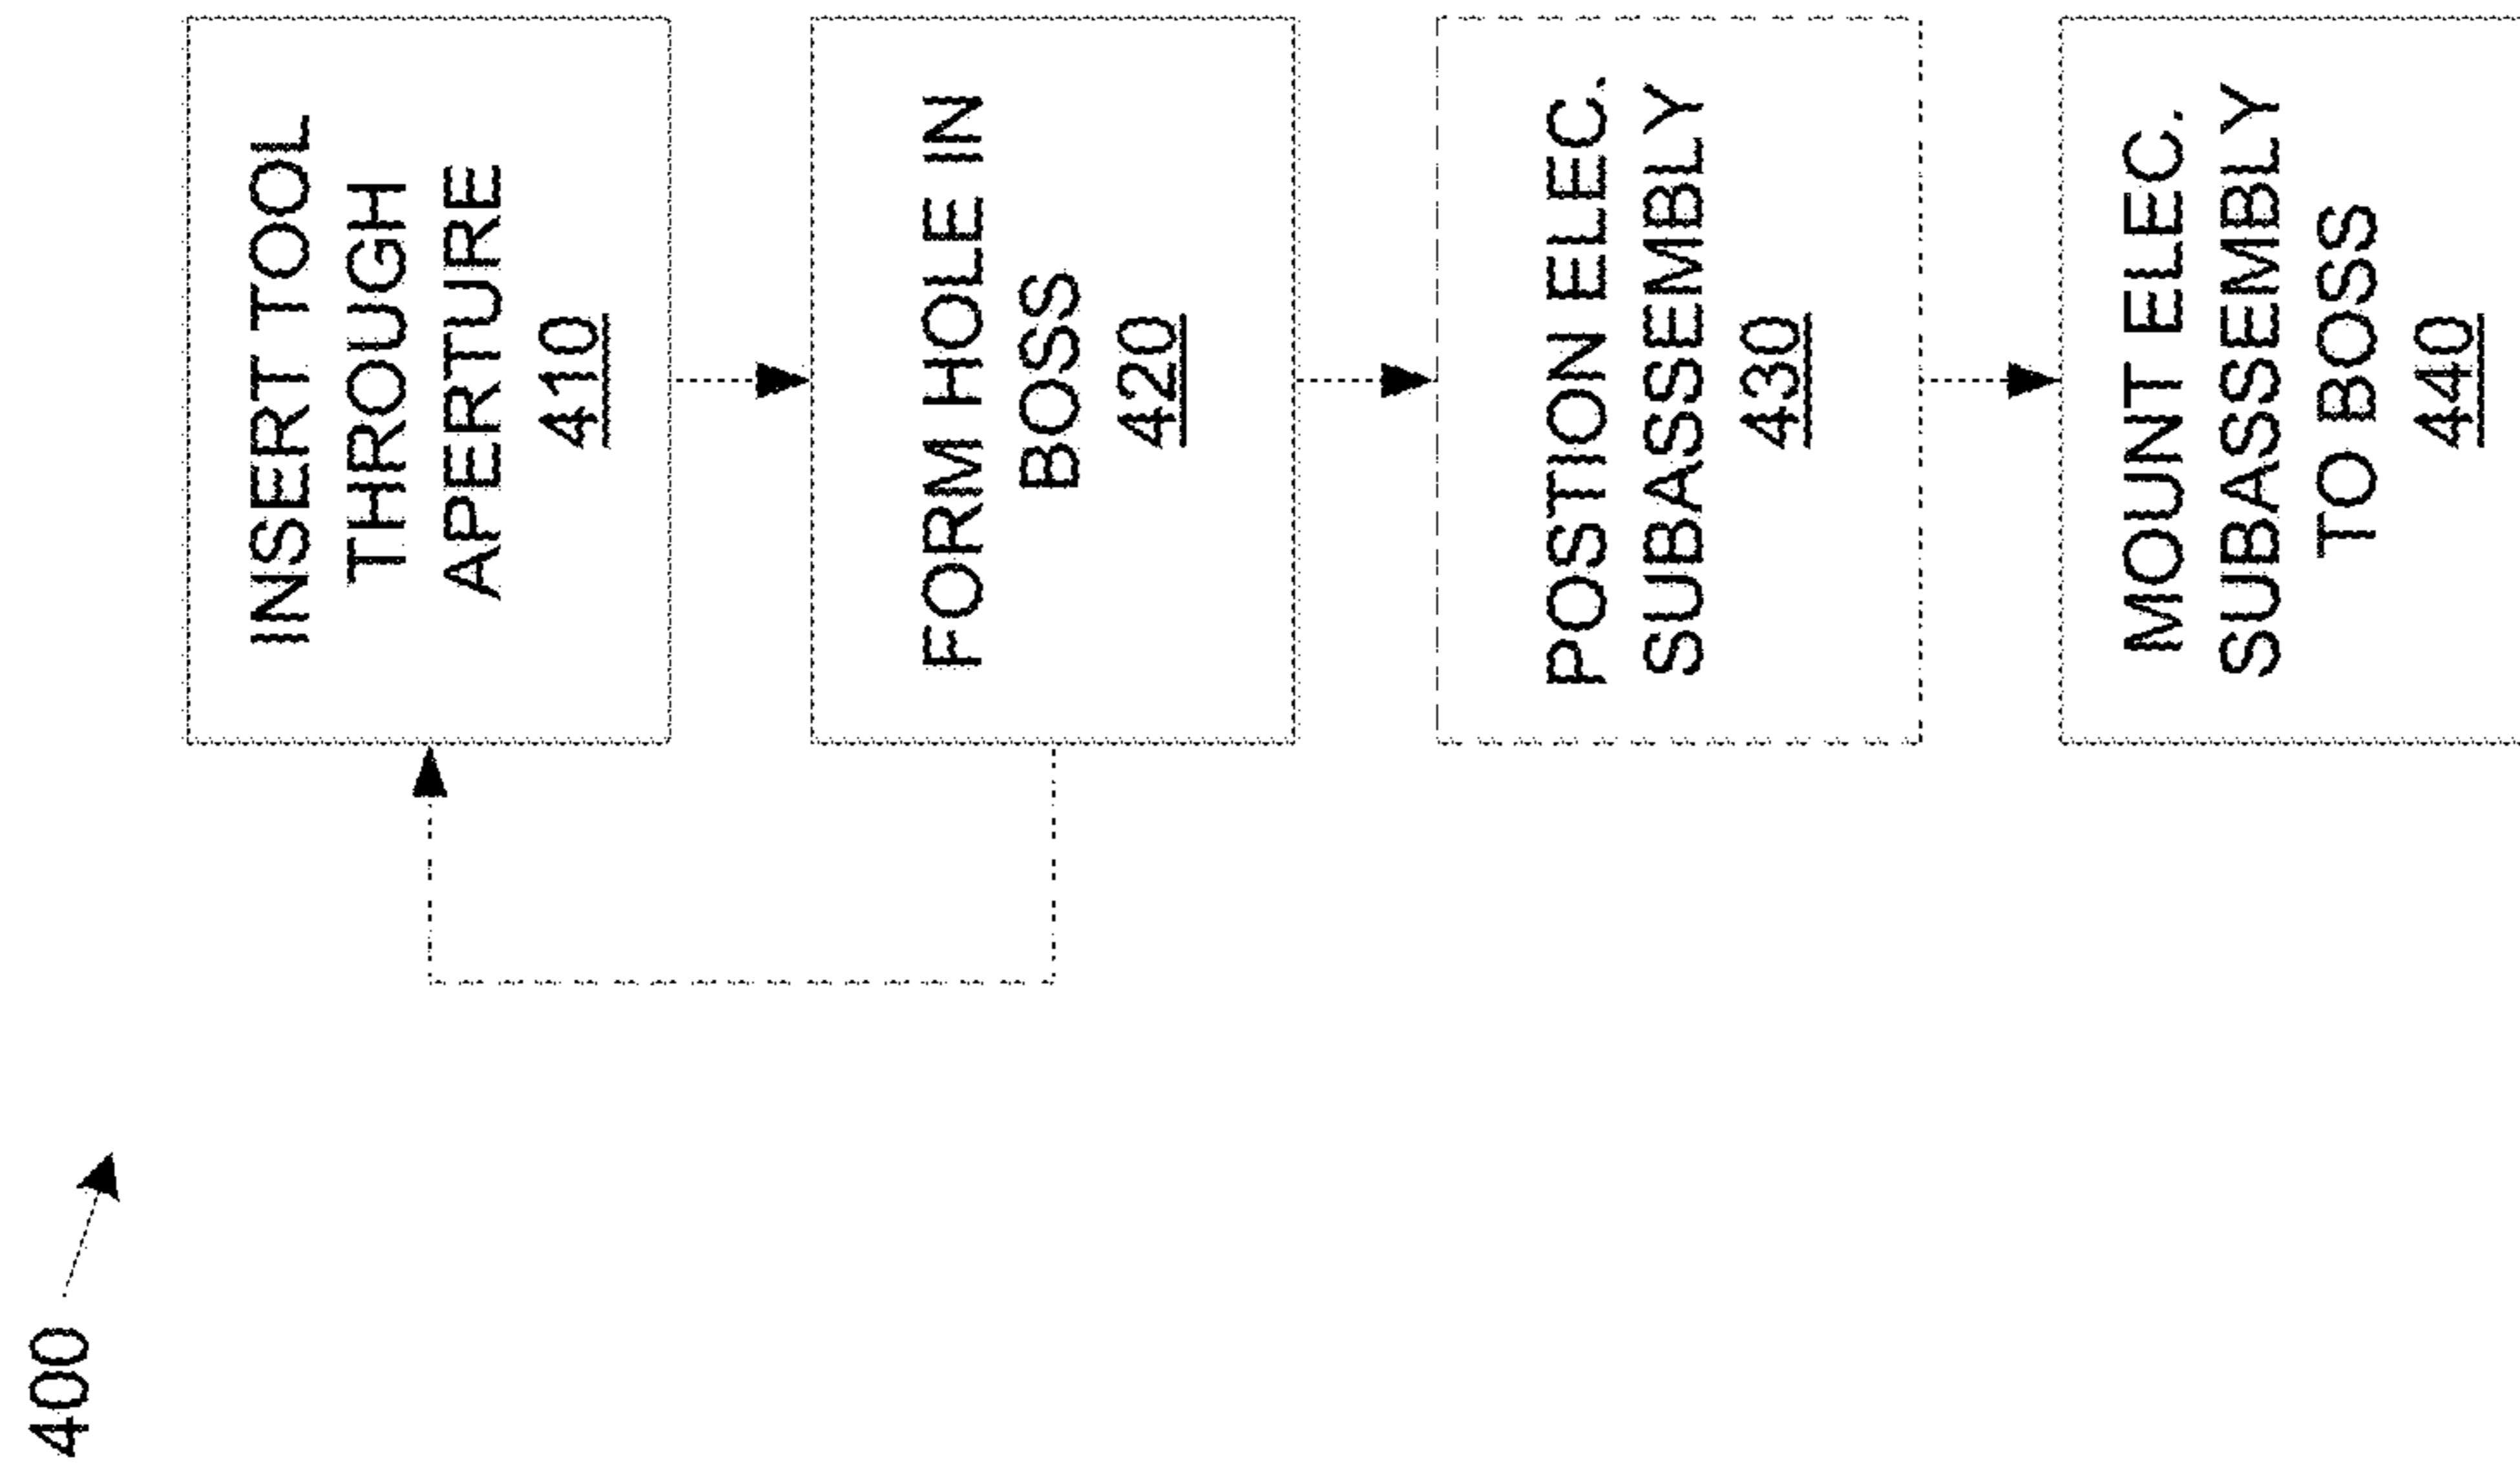 400
INSERT TOOL
THROUGH
APERTURE
410
FORM HOLE IN
BOSS
420
POSTION ELEC.
SUBASSEMBLY
430
MOUNT ELEC.
SUBASSEMBLY
TO BOSS
440